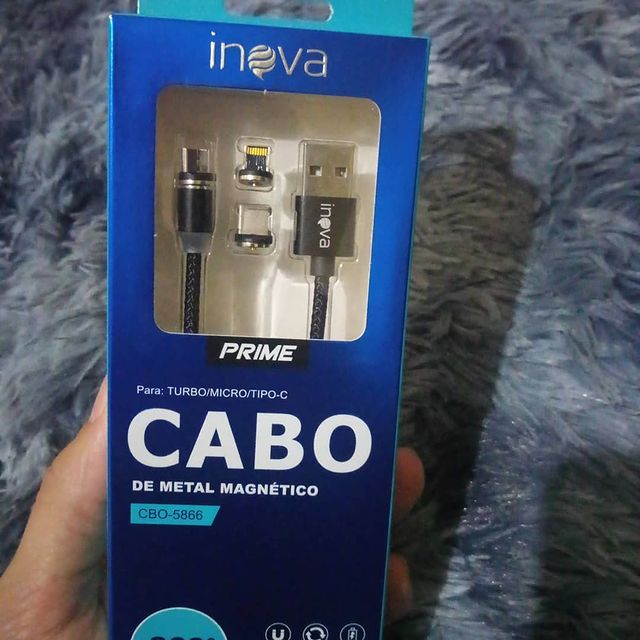 inova
inova
PRIME
Para: TURBO/MICRO/TIPO-C
CABO
DE METAL MAGNÉTICO
CBO-5866